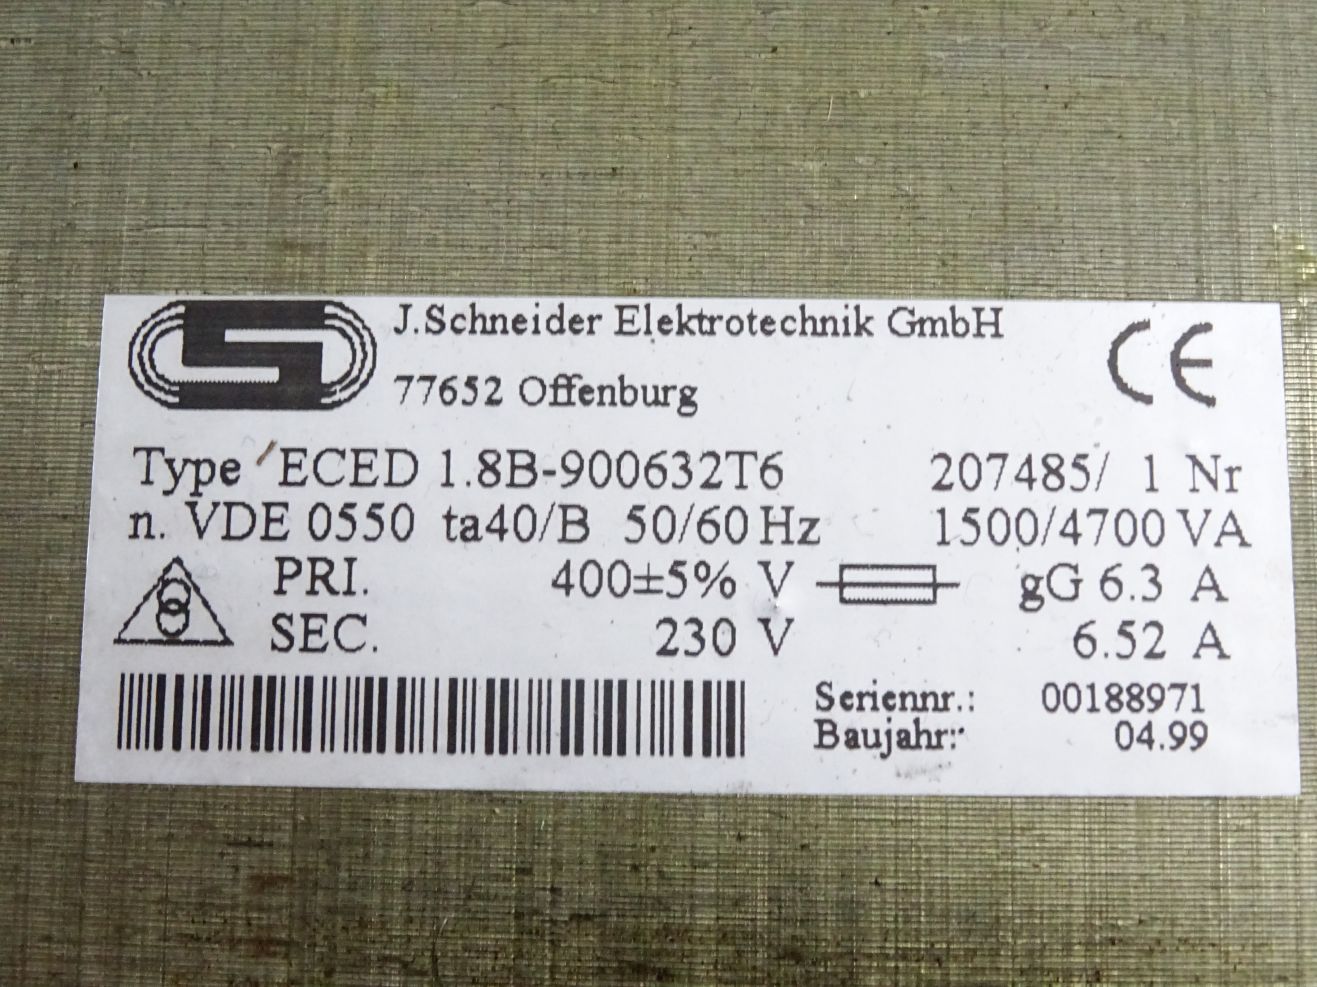 J.Schneider Elektrotechnik GmbH
CE
77652 Offenburg
Type ECED 1.8B-900632T6 207485/ 1 Nr
n. VDE 0550 ta40/B 50/60 Hz 1500/4700 VA
PRI. 400±5% V gG 6.3 A
SEC. 230 V 6.52 A
Seriennr.: 00188971
Baujahr: 04.99